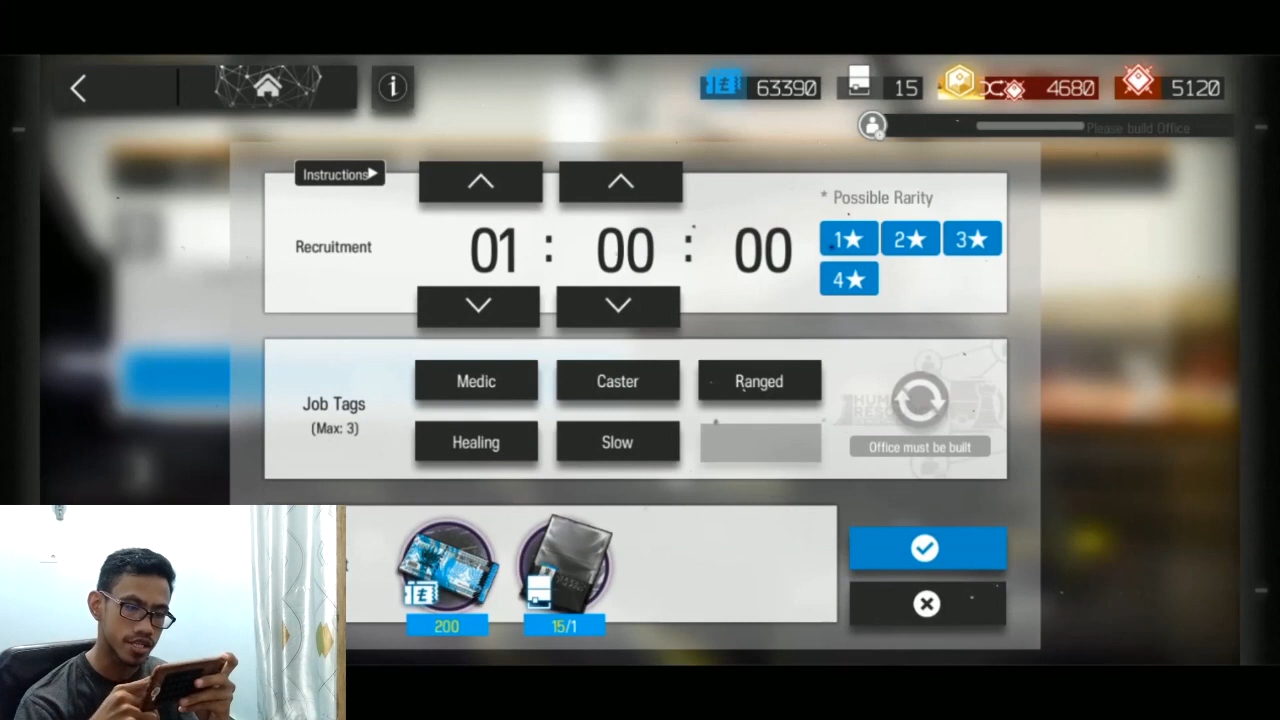 63390
15
4680
5120
Please build Office
Instructions
Recruitment
01 : 00 : 00
* Possible Rarity
1★ 2★ 3★
4★
Job Tags
(Max: 3)
Medic
Caster
Ranged
Healing
Slow
Office must be built
200
15/1